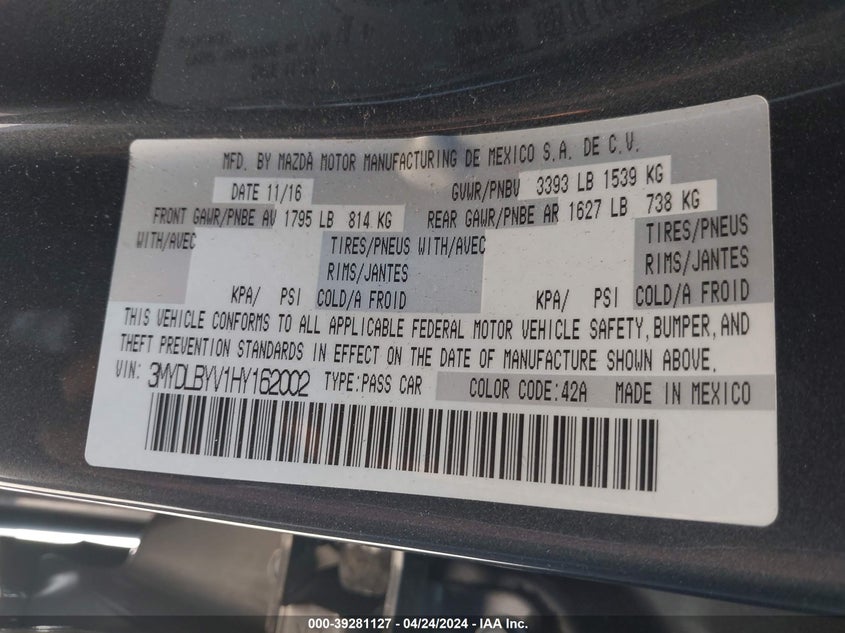 MFD. BY MAZDA MOTOR MANUFACTURING DE MEXICO S.A. DE C.V.
DATE 11/16 GVWR/PNBV 3393 LB 1539 KG
FRONT GAWR/PNBE AV 1795 LB 814 KG REAR GAWR/PNBE AR 1627 LB 738 KG
WITH/AVEC TIRES/PNEUS WITH/AVEC TIRES/PNEUS
RIMS/JANTES RIMS/JANTES
KPA/ PSI COLD/A FROID KPA/ PSI COLD/A FROID
THIS VEHICLE CONFORMS TO ALL APPLICABLE FEDERAL MOTOR VEHICLE SAFETY, BUMPER, AND
THEFT PREVENTION STANDARDS IN EFFECT ON THE DATE OF MANUFACTURE SHOWN ABOVE.
VIN: 3MYDLBYV1HY162002 TYPE:PASS CAR COLOR CODE:42A MADE IN MEXICO
000-39281127 - 04/24/2024 - IAA Inc.